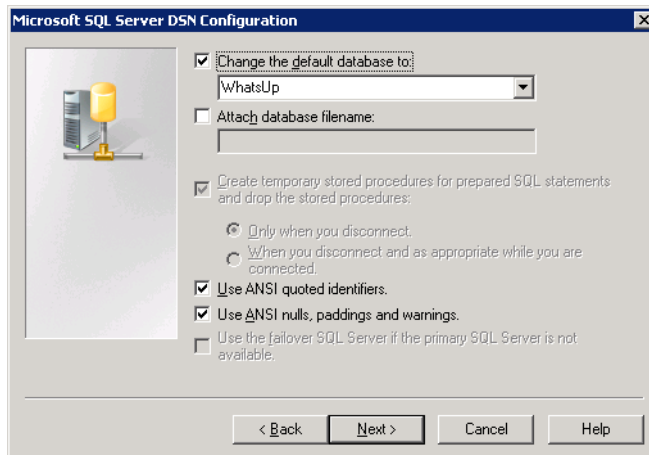 Microsoft SQL Server DSN Configuration
Change the default database to:
WhatsUp
Attach database filename:
Create temporary stored procedures for prepared SQL statements
and drop the stored procedures:
Only when you disconnect.
When you disconnect and as appropriate while you are
connected.
Use ANSI quoted identifiers.
Use ANSI nulls, paddings and warnings.
Use the failover SQL Server if the primary SQL Server is not
available.
< Back Next > Cancel Help